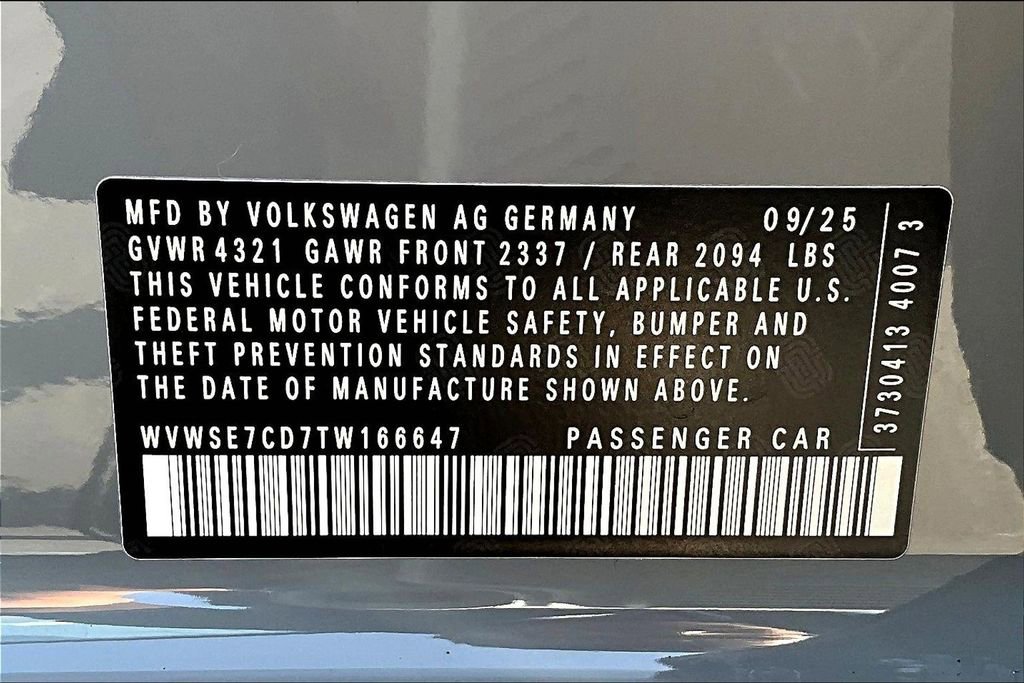 MFD BY VOLKSWAGEN AG GERMANY 09/25
GVWR 4321 GAWR FRONT 2337 / REAR 2094 LBS
THIS VEHICLE CONFORMS TO ALL APPLICABLE U.S.
FEDERAL MOTOR VEHICLE SAFETY, BUMPER AND
THEFT PREVENTION STANDARDS IN EFFECT ON
THE DATE OF MANUFACTURE SHOWN ABOVE.
WVWSE7CD7TW166647 PASSENGER CAR
3730413 4007 3